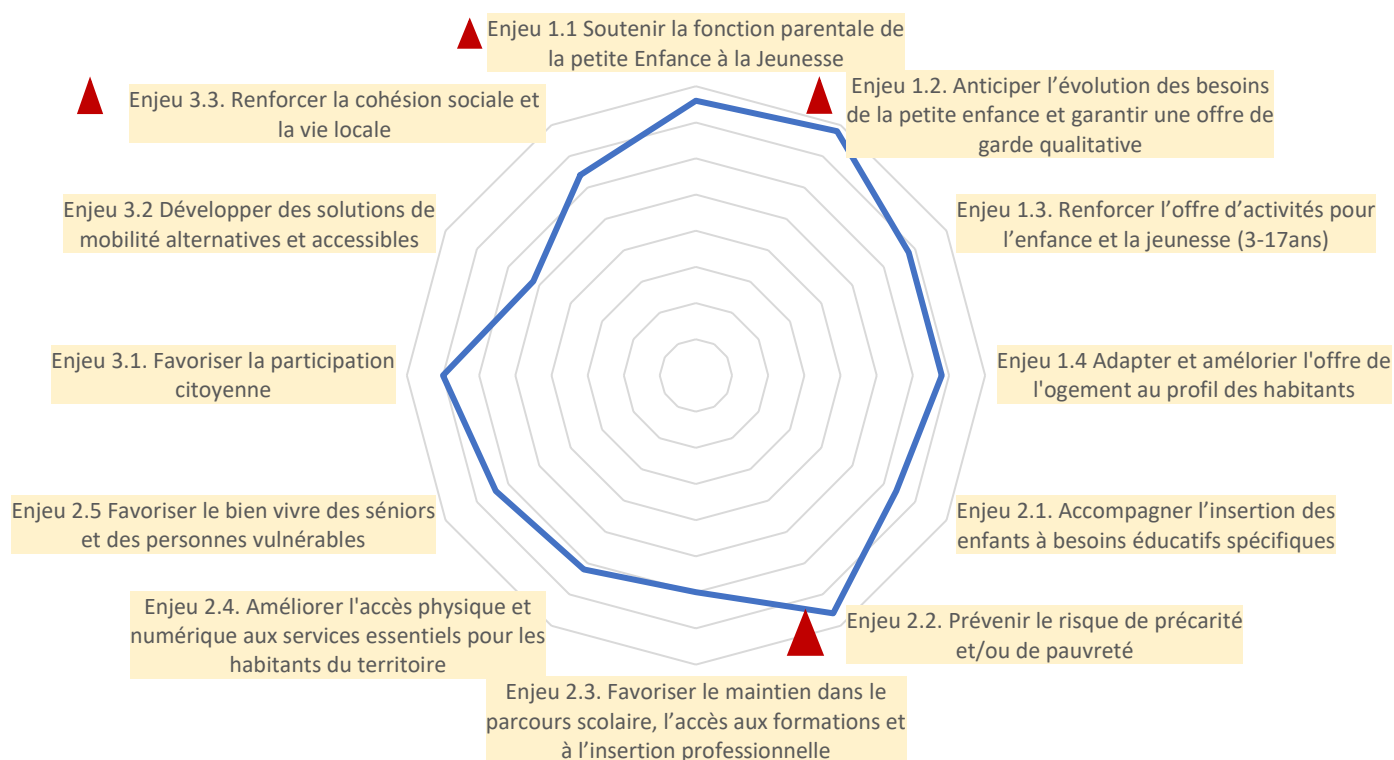 Enjeu 1.1 Soutenir la fonction parentale de
la petite Enfance à la Jeunesse
Enjeu 1.2. Anticiper l’évolution des besoins
de la petite enfance et garantir une offre de
garde qualitative
Enjeu 1.3. Renforcer l’offre d’activités pour
l’enfance et la jeunesse (3-17ans)
Enjeu 1.4 Adapter et améliorer l'offre de
l'ogement au profil des habitants
Enjeu 2.1. Accompagner l’insertion des
enfants à besoins éducatifs spécifiques
Enjeu 2.2. Prévenir le risque de précarité
et/ou de pauvreté
Enjeu 2.3. Favoriser le maintien dans le
parcours scolaire, l’accès aux formations et
à l’insertion professionnelle
Enjeu 2.4. Améliorer l'accès physique et
numérique aux services essentiels pour les
habitants du territoire
Enjeu 2.5 Favoriser le bien vivre des séniors
et des personnes vulnérables
Enjeu 3.1. Favoriser la participation
citoyenne
Enjeu 3.2 Développer des solutions de
mobilité alternatives et accessibles
Enjeu 3.3. Renforcer la cohésion sociale et
la vie locale